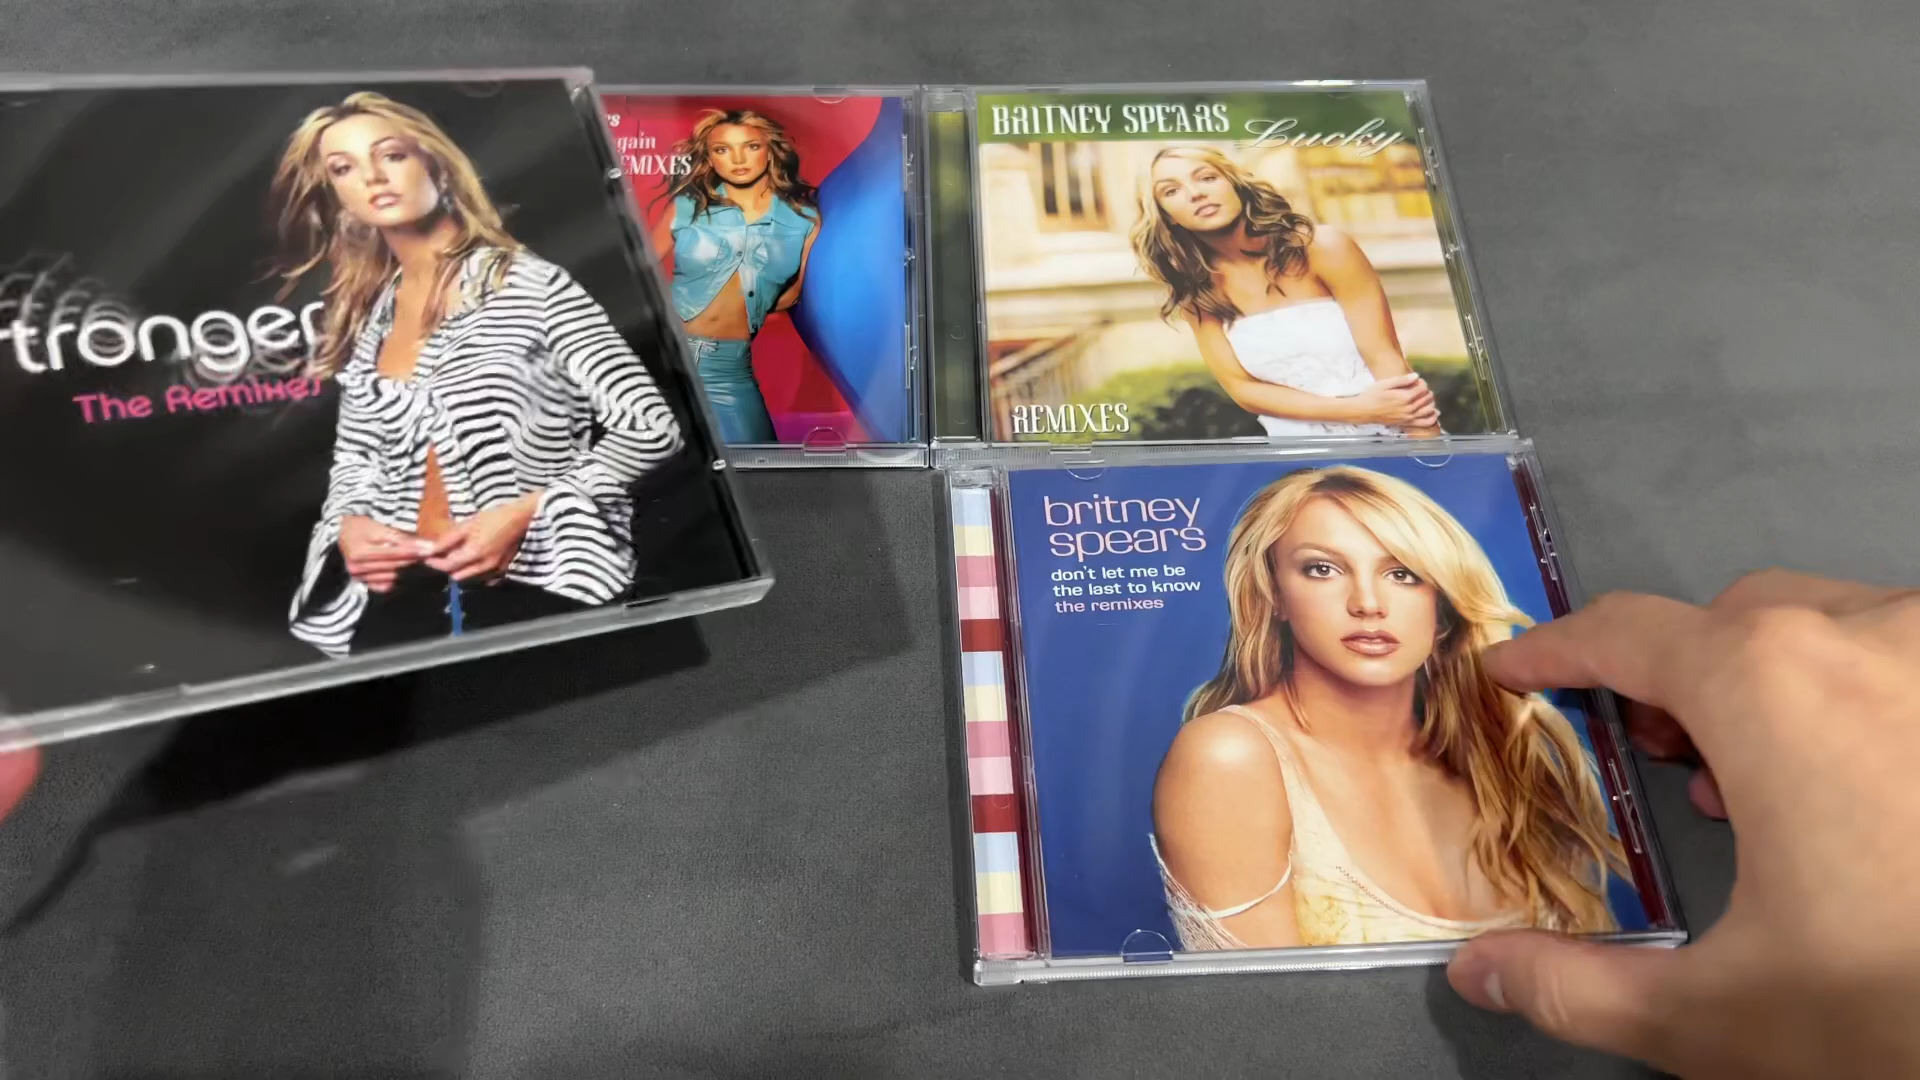 tronger
The Remixes
gain
REMIXES
BRITNEY SPEARS
Lucky
REMIXES
britney
spears
don't let me be
the last to know
the remixes